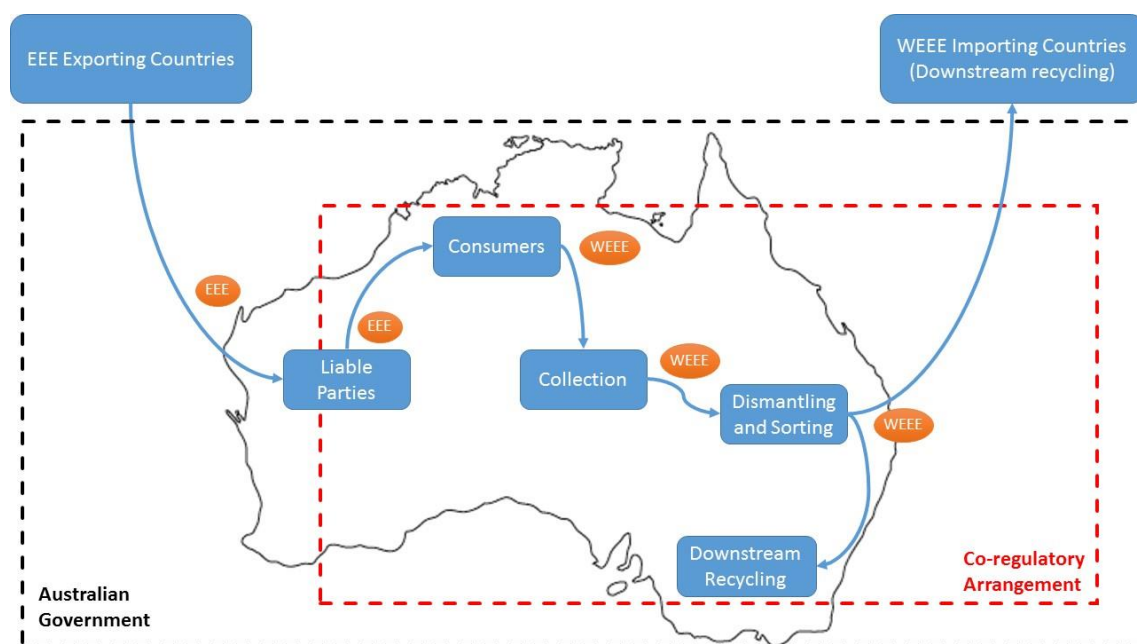 EEE Exporting Countries
WEEE Importing Countries
(Downstream recycling)
Consumers
WEEE
EEE
EEE
Liable
Parties
Collection
WEEE
Dismantling
and Sorting
WEEE
Downstream
Recycling
Co-regulatory
Arrangement
Australian
Government